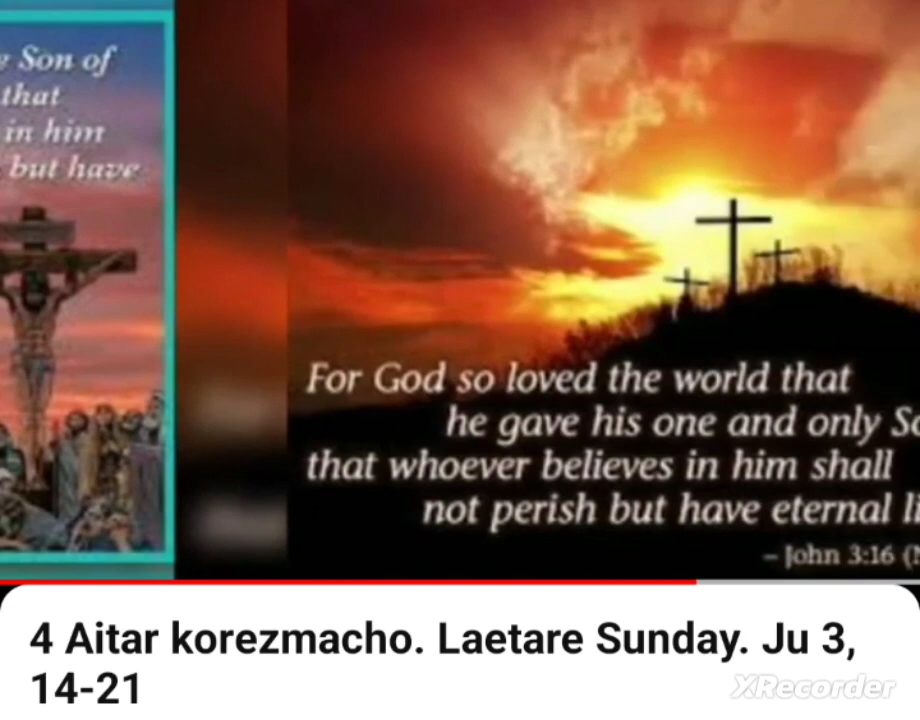 Son of
that
in him
but have
For God so loved the world that
he gave his one and only
that whoever believes in him shall
not perish but have eternal
– John 3:16
4 Aitar korezmacho. Laetare Sunday. Ju 3,
14-21
XRecorder